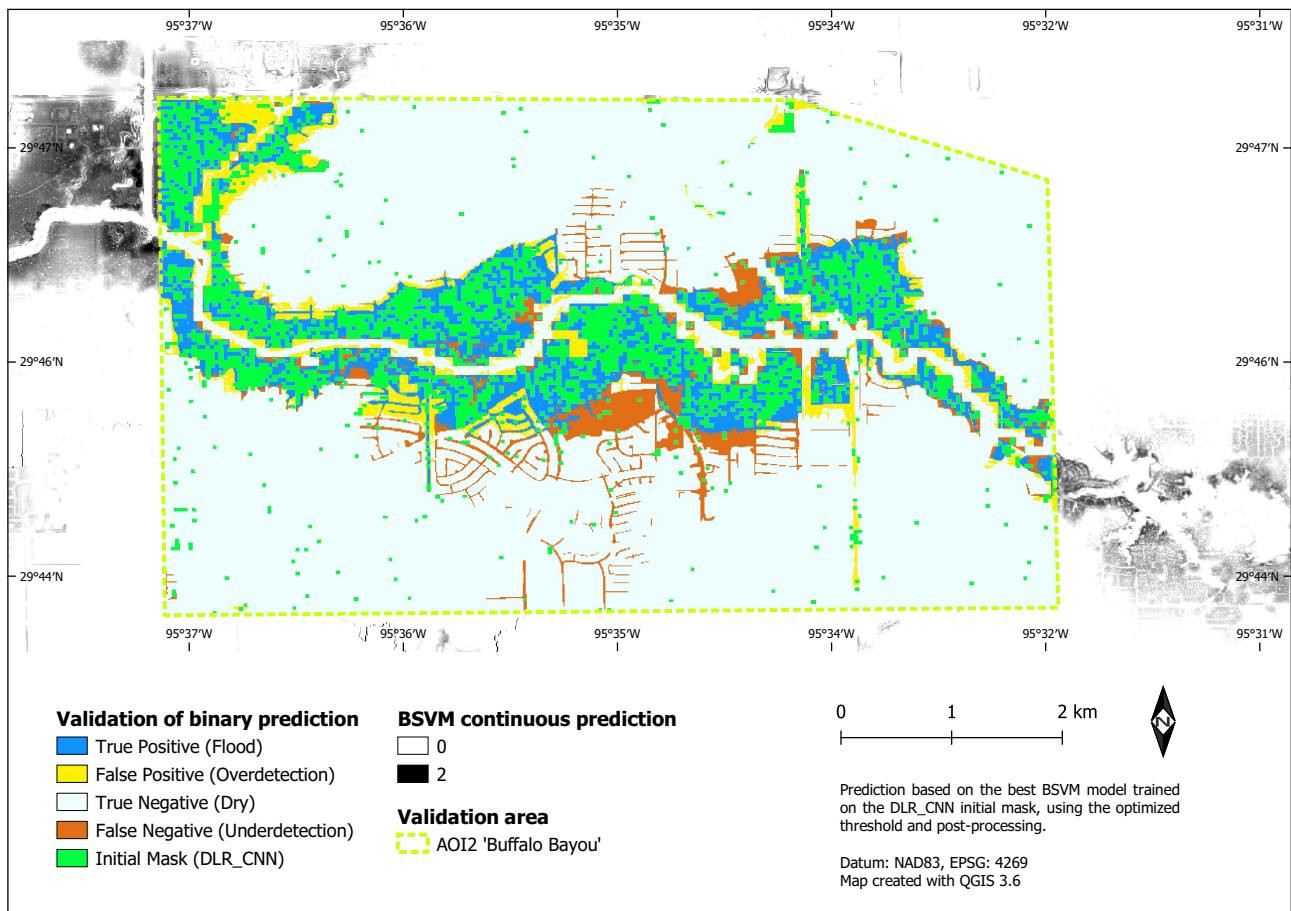 95°37'W 95°36'W 95°35'W 95°34'W 95°32'W 95°31'W
29°47'N 29°47'N
29°46'N 29°46'N
29°44'N 29°44'N
95°37'W 95°36'W 95°35'W 95°34'W 95°32'W 95°31'W
Validation of binary prediction
True Positive (Flood)
False Positive (Overdetection)
True Negative (Dry)
False Negative (Underdetection)
Initial Mask (DLR_CNN)
BSVM continuous prediction
0
2
Validation area
AOI2 'Buffalo Bayou'
0 1 2 km
N
Prediction based on the best BSVM model trained
on the DLR_CNN initial mask, using the optimized
threshold and post-processing.
Datum: NAD83, EPSG: 4269
Map created with QGIS 3.6